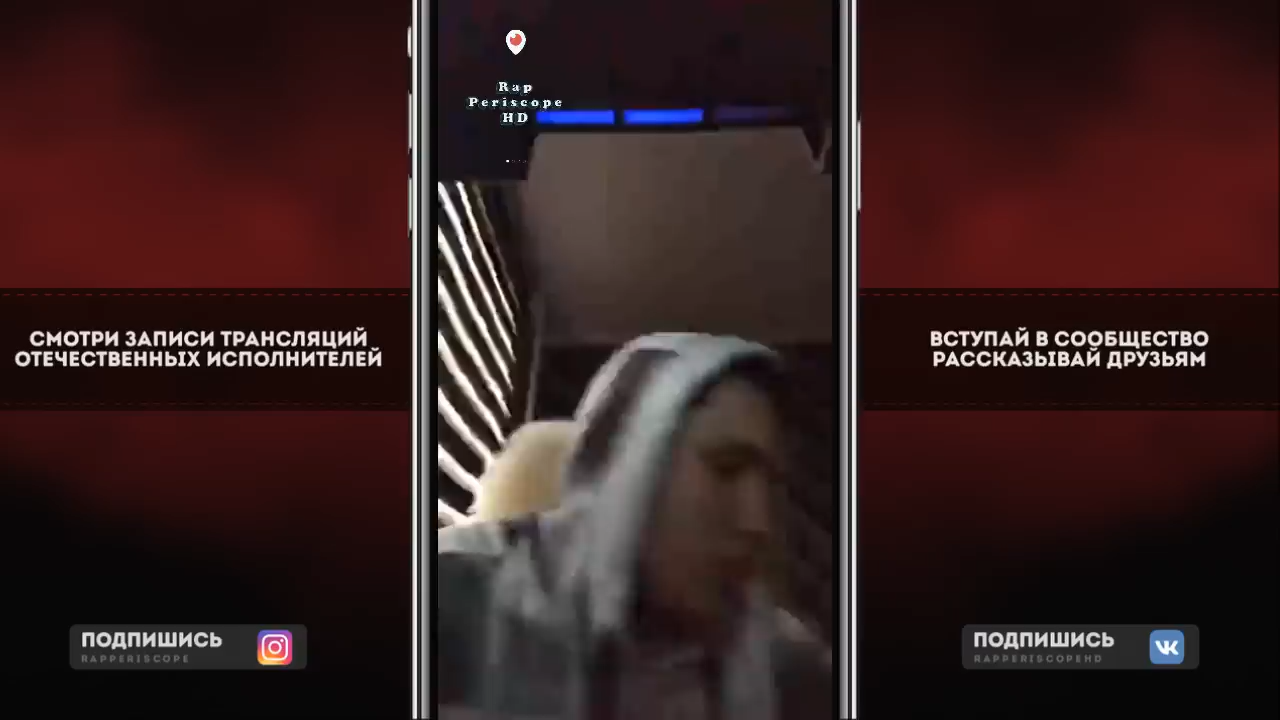 Rap
Periscope
HD
СМОТРИ ЗАПИСИ ТРАНСЛЯЦИЙ
ОТЕЧЕСТВЕННЫХ ИСПОЛНИТЕЛЕЙ
ВСТУПАЙ В СООБЩЕСТВО
РАССКАЗЫВАЙ ДРУЗЬЯМ
ПОДПИШИСЬ
RAPPERISCOPE
ПОДПИШИСЬ
RAPPERISCOPEHD